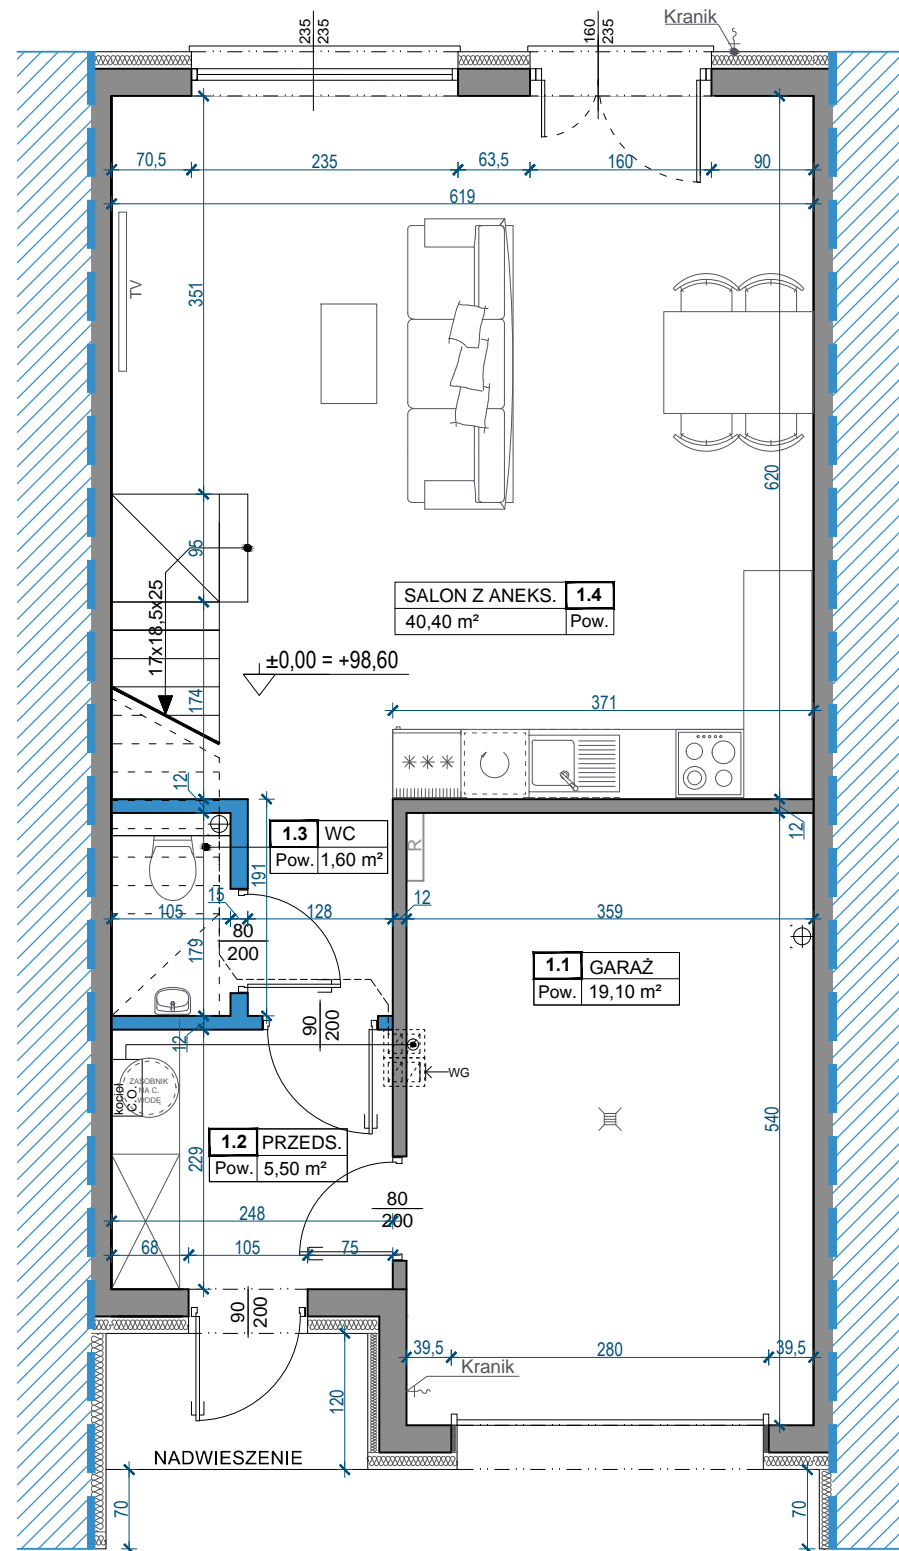 Kranik
235
235
160
235
70,5
235
63,5
160
90
619
TV
351
620
95
17x18,5x25
SALON Z ANEKS. 1.4
40,40 m² Pow.
±0,00 = +98,60
174
371
12
12
1.3 WC
Pow. 1,60 m²
R
191
15
105
128
12
359
80
200
179
1.1 GARAŻ
Pow. 19,10 m²
90
200
12
WG
ZASOBNIK
NA C.
WODĘ
kocioł
C.O.
540
1.2 PRZEDS.
Pow. 5,50 m²
229
80
200
248
68
105
75
90
200
39,5
280
39,5
Kranik
120
NADWIESZENIE
70
70